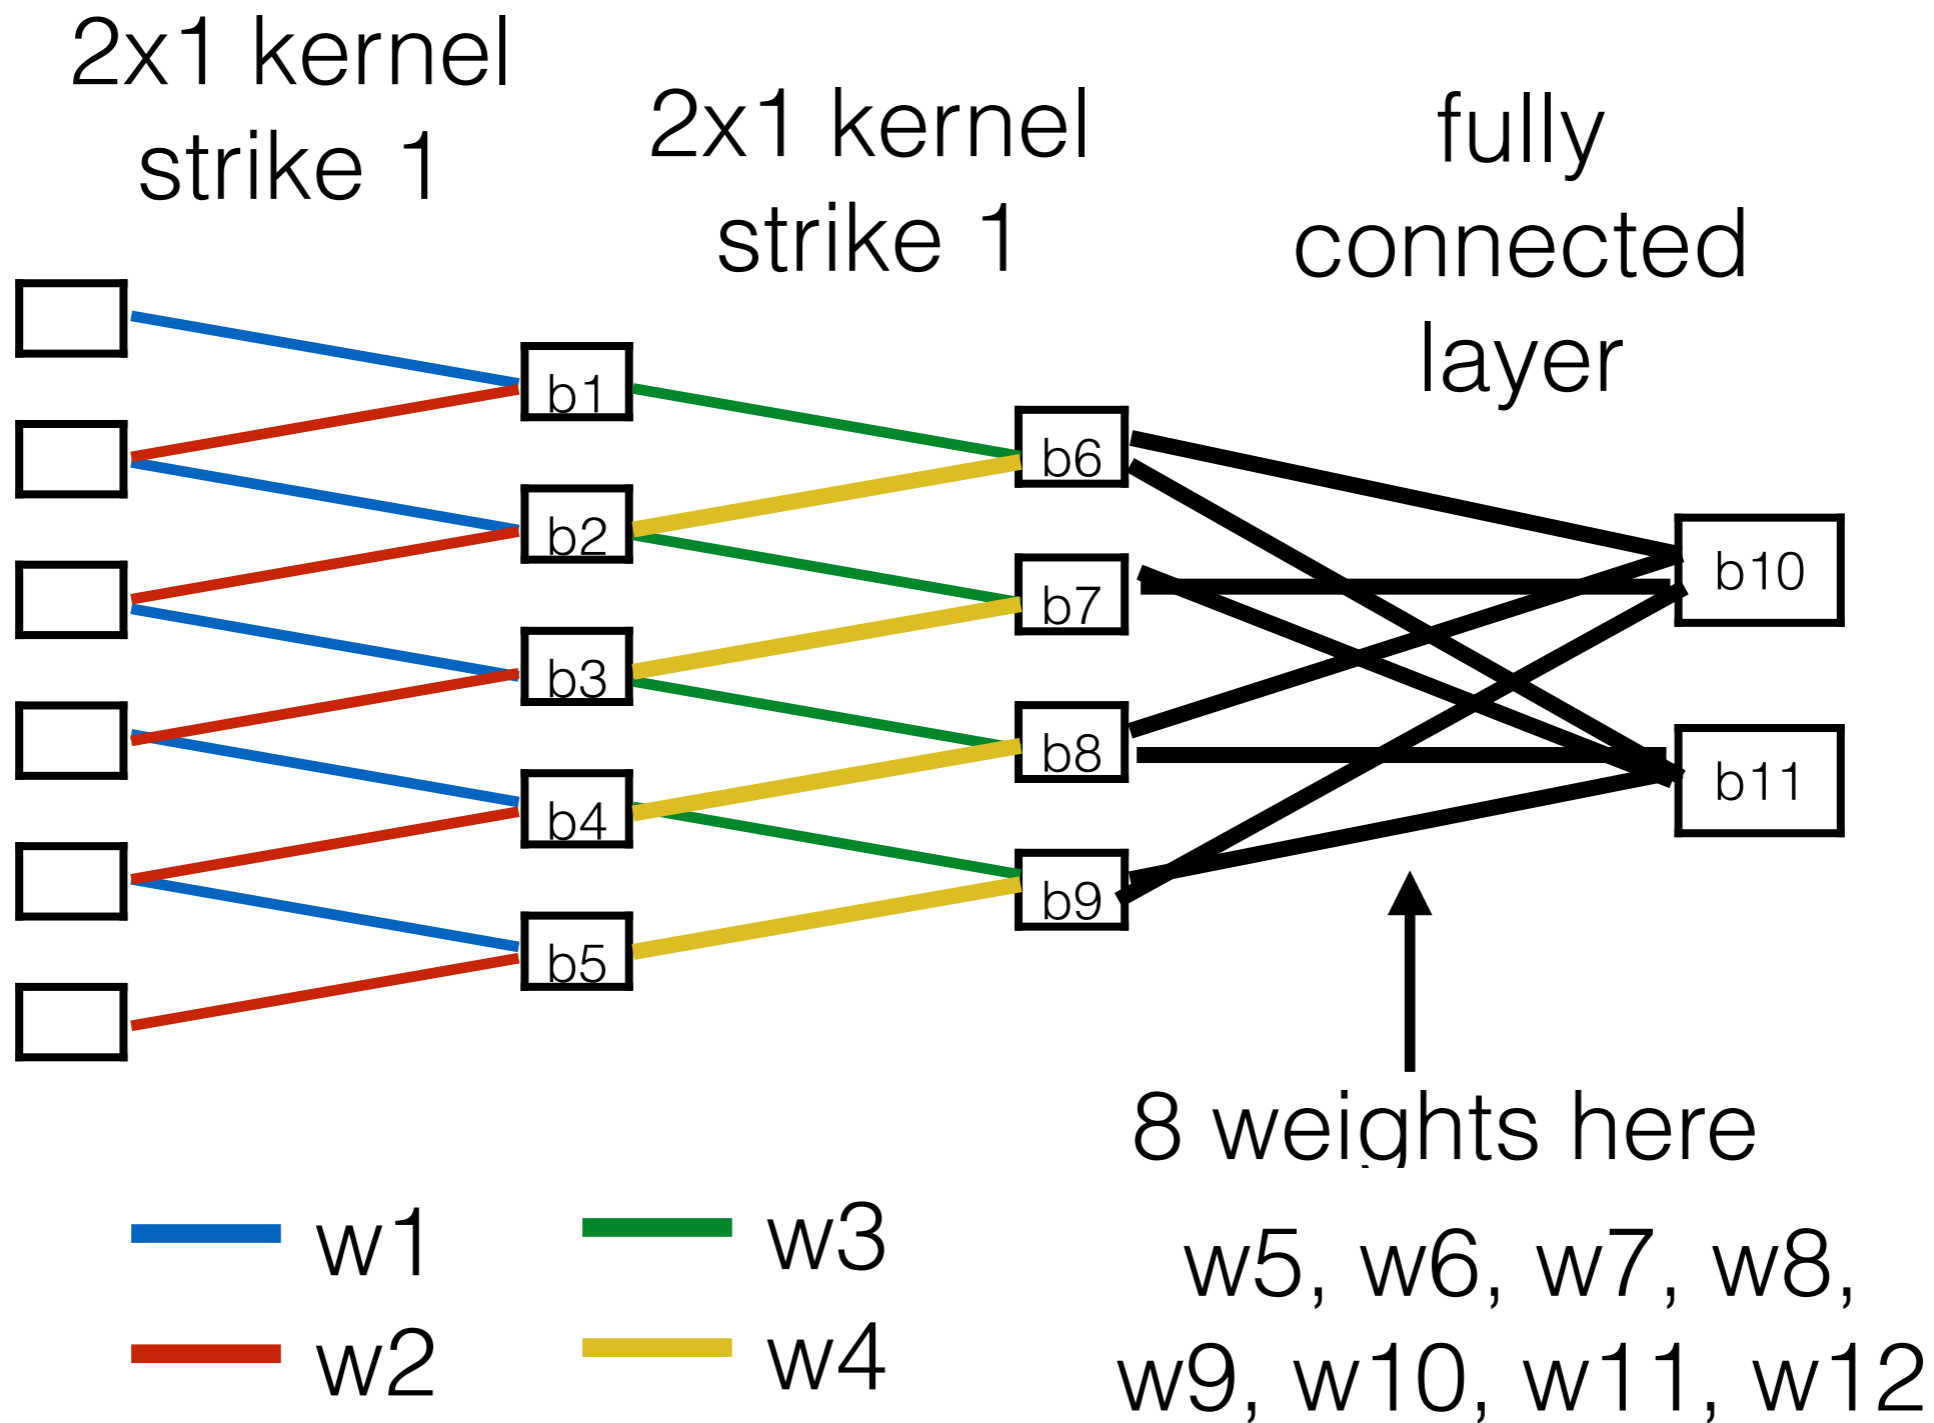 2x1 kernel
strike 1
2x1 kernel
strike 1
fully
connected
layer
b1
b2
b3
b4
b5
b6
b7
b8
b9
b10
b11
8 weights here
w5, w6, w7, w8,
w9, w10, w11, w12
w1
w2
w3
w4